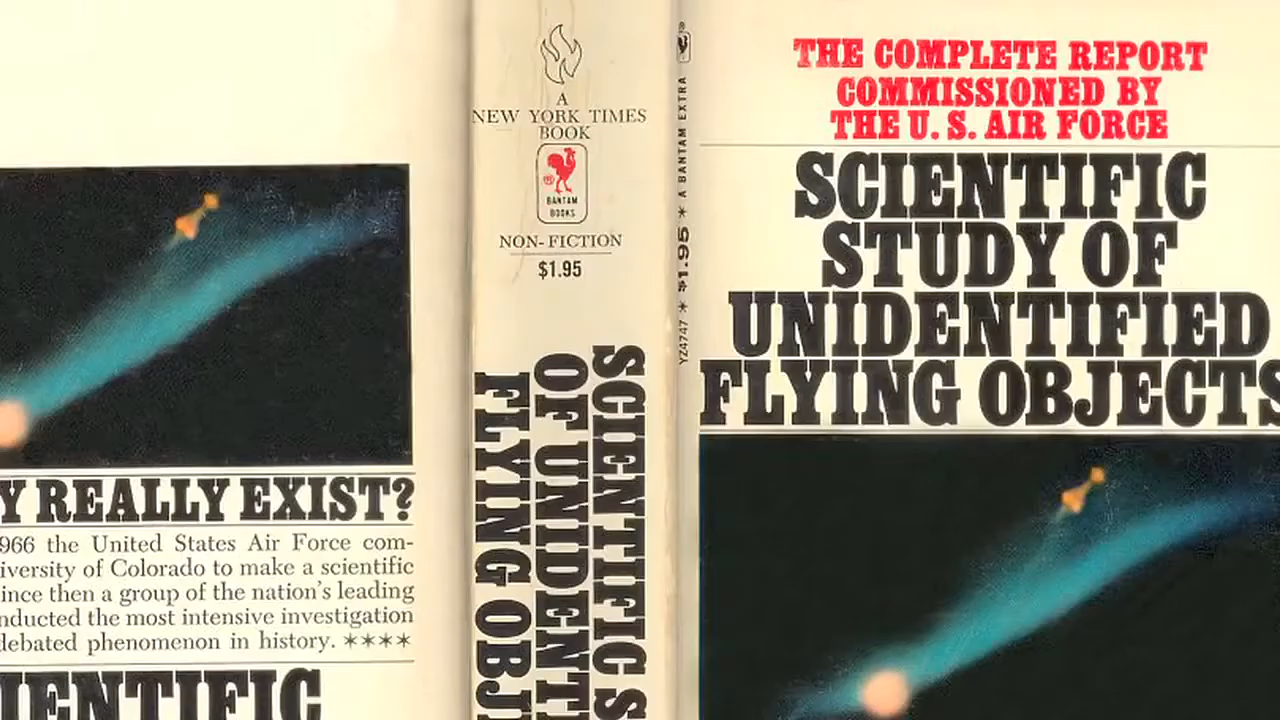 Y REALLY EXIST?
966 the United States Air Force com-
iversity of Colorado to make a scientific
ince then a group of the nation's leading
nducted the most intensive investigation
debated phenomenon in history. ✶✶✶✶
IENTIFIC
A
NEW YORK TIMES
BOOK
BANTAM
BOOKS
NON-FICTION
$1.95
SCIENTIFIC S
OF UNIDENTI
FLYING OBJ
YZ4747 * $1.95 * A BANTAM EXTRA
THE COMPLETE REPORT
COMMISSIONED BY
THE U. S. AIR FORCE
SCIENTIFIC
STUDY OF
UNIDENTIFIED
FLYING OBJECTS